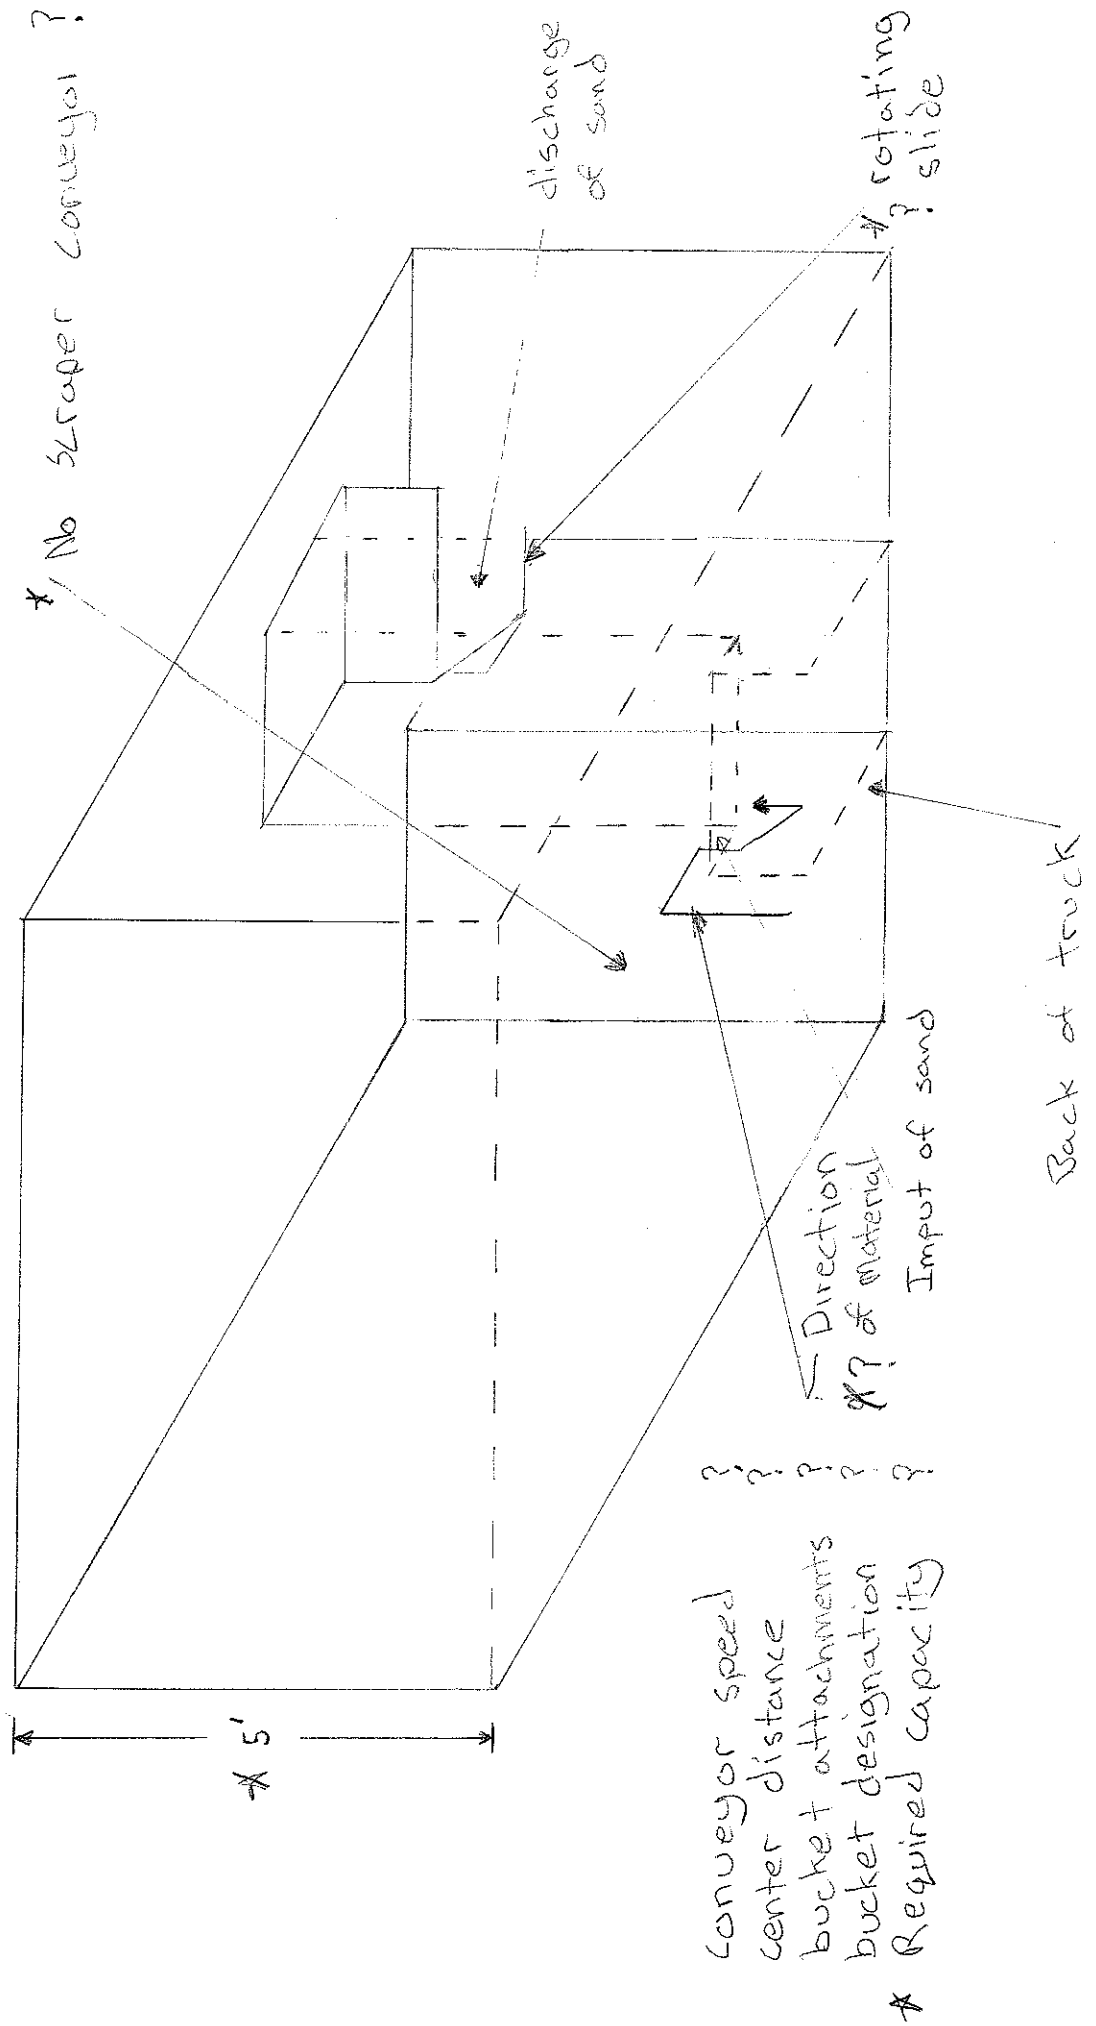 * No scraper conveyor ?
discharge
of sand
* rotating
? slide
* 5'
Direction
*? of material
Input of sand
Back of truck
conveyor speed ?
center distance ?
bucket attachments ?
bucket designation ?
* Required capacity ?